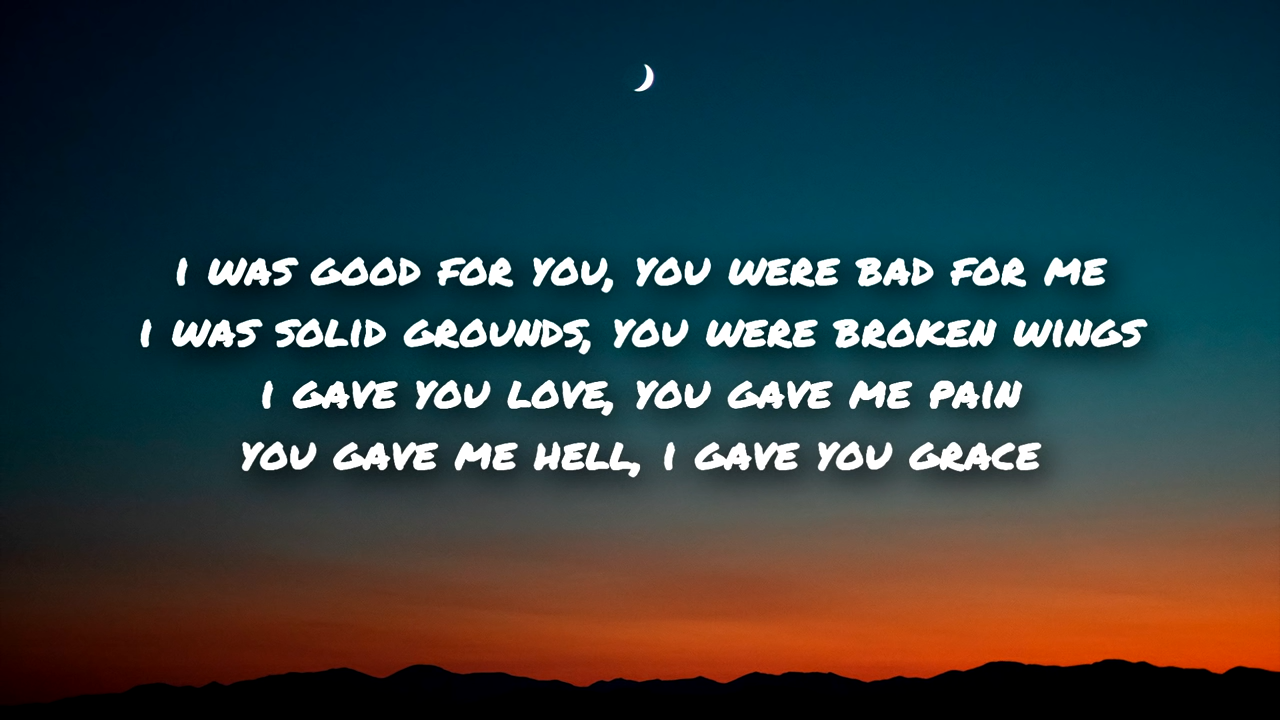 I WAS GOOD FOR YOU, YOU WERE BAD FOR ME
I WAS SOLID GROUNDS, YOU WERE BROKEN WINGS
I GAVE YOU LOVE, YOU GAVE ME PAIN
YOU GAVE ME HELL, I GAVE YOU GRACE